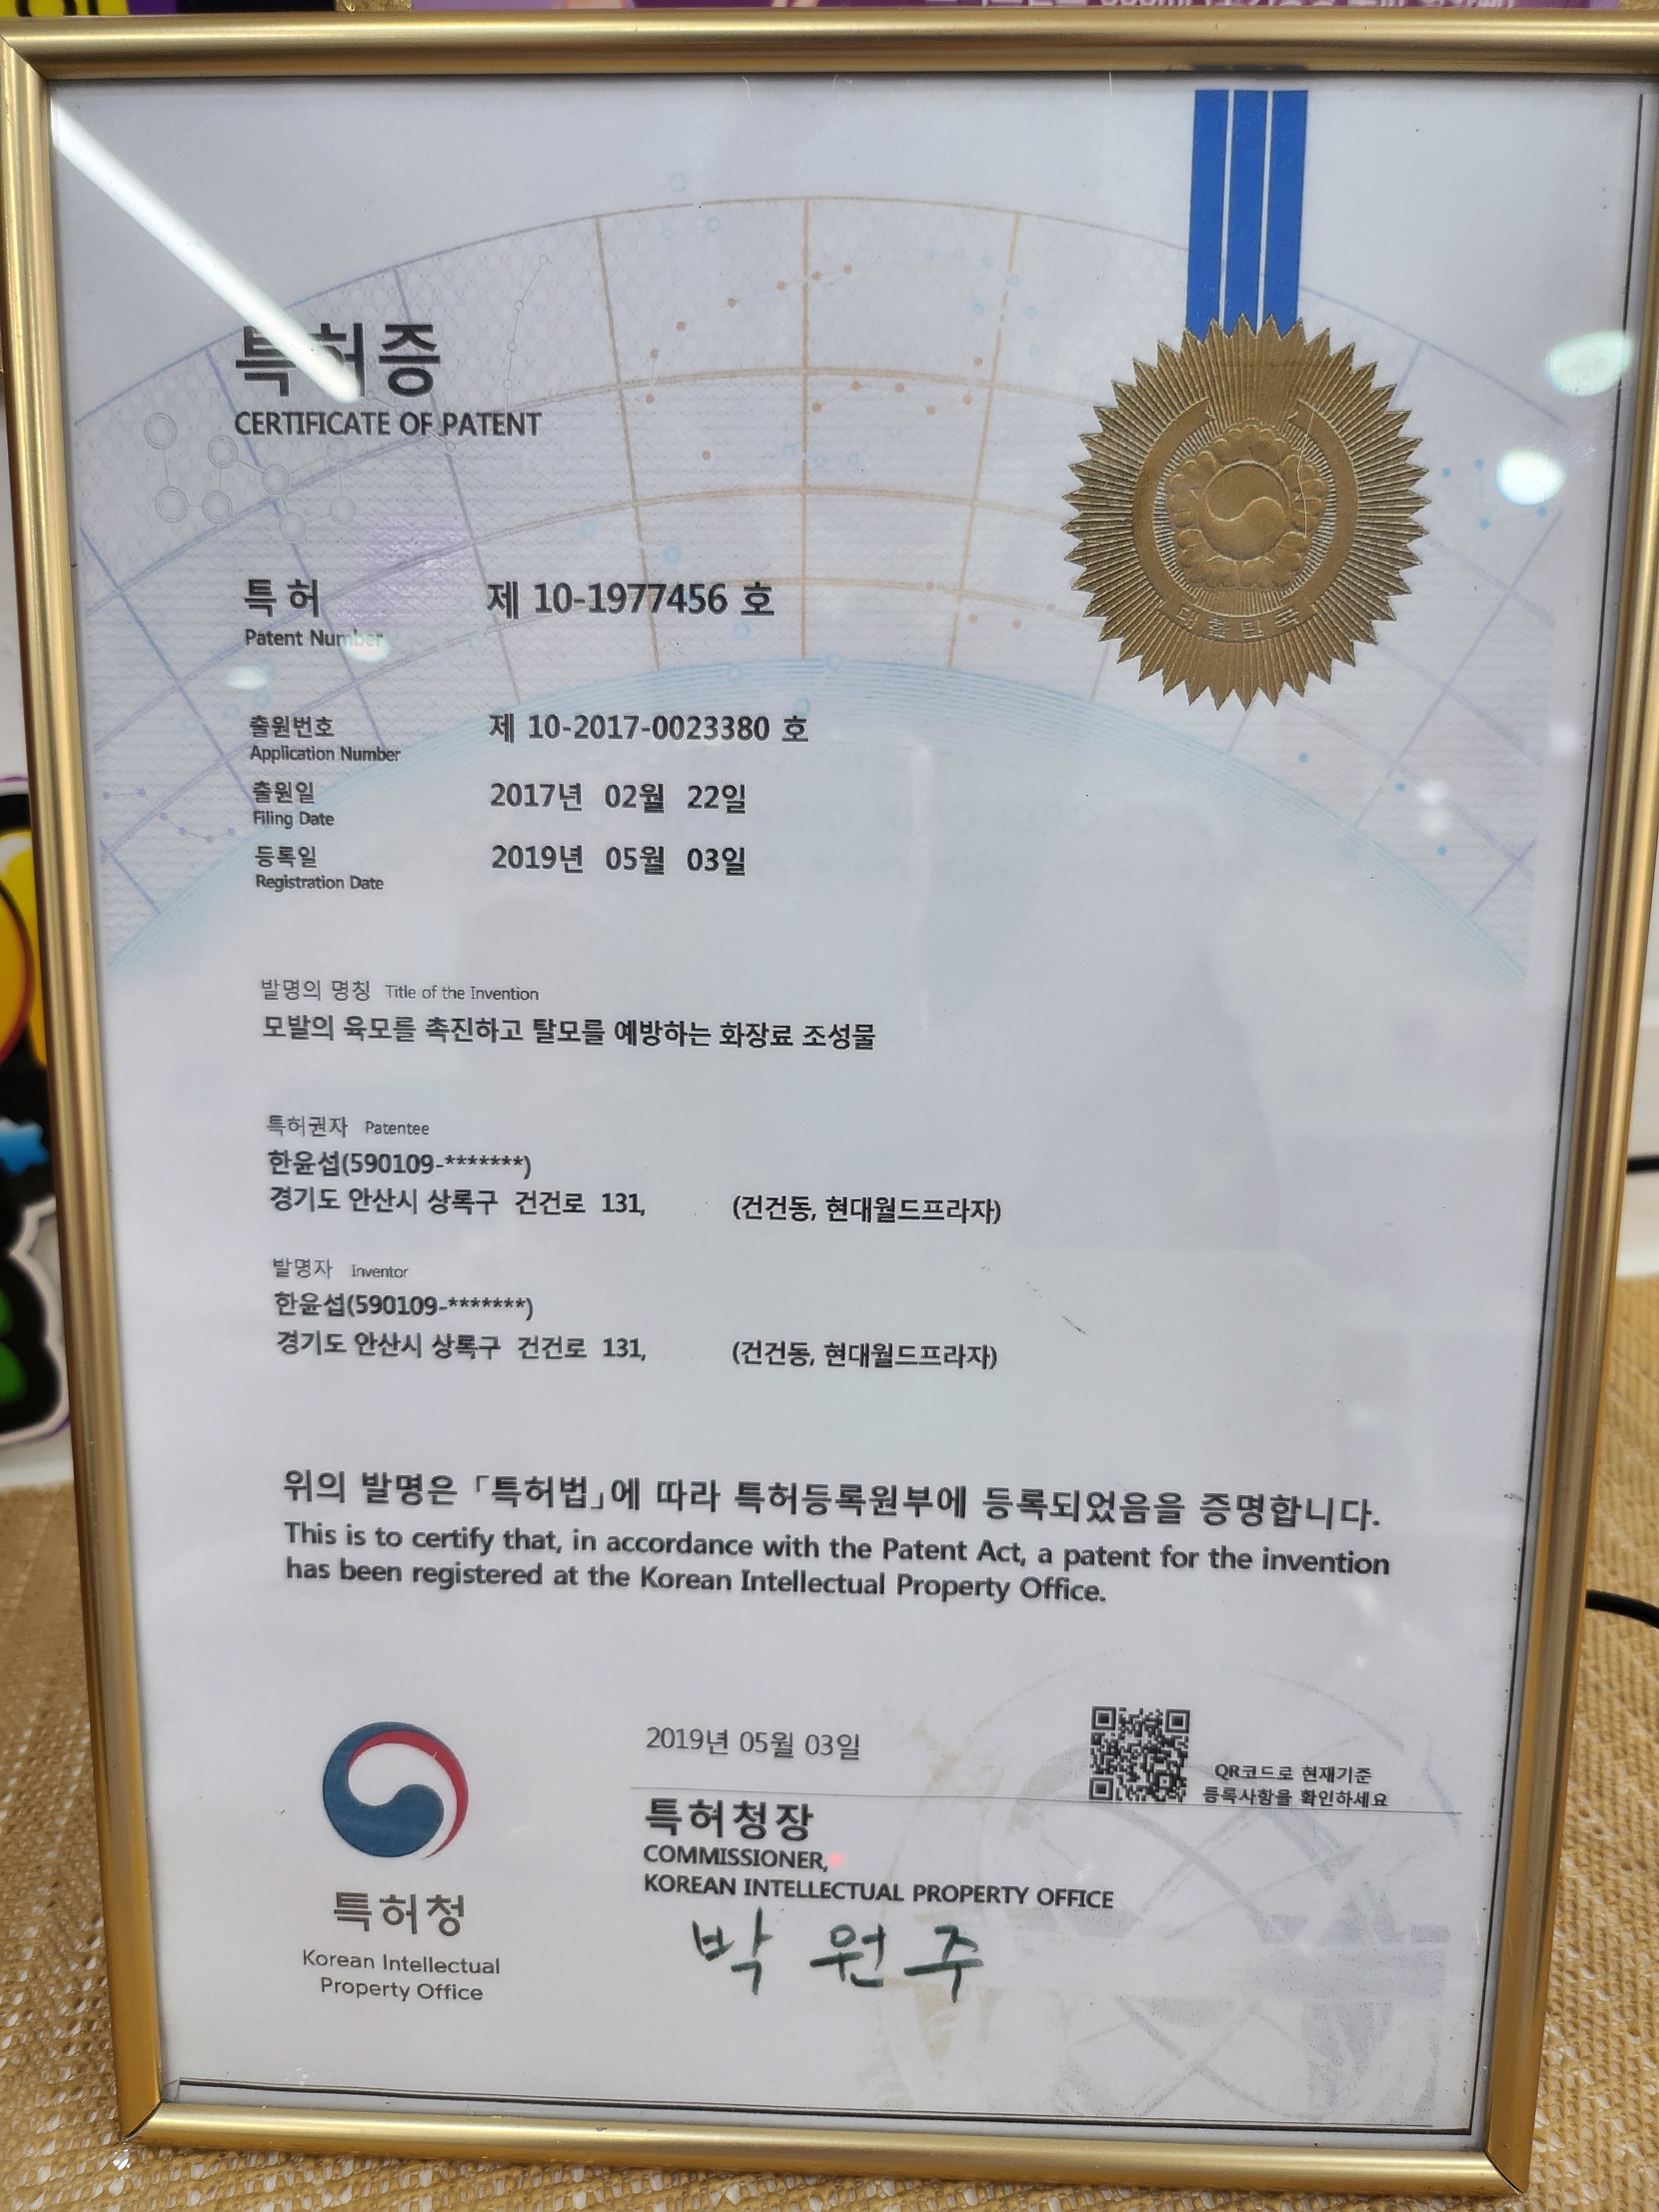 특허증
CERTIFICATE OF PATENT
대한민국
특 허 제 10-1977456 호
Patent Number
출원번호 제 10-2017-0023380 호
Application Number
출원일 2017년 02월 22일
Filing Date
등록일 2019년 05월 03일
Registration Date
발명의 명칭 Title of the Invention
모발의 육모를 촉진하고 탈모를 예방하는 화장료 조성물
특허권자 Patentee
한윤섭(590109-*******)
경기도 안산시 상록구 건건로 131, (건건동, 현대월드프라자)
발명자 Inventor
한윤섭(590109-*******)
경기도 안산시 상록구 건건로 131, (건건동, 현대월드프라자)
위의 발명은 「특허법」에 따라 특허등록원부에 등록되었음을 증명합니다.
This is to certify that, in accordance with the Patent Act, a patent for the invention
has been registered at the Korean Intellectual Property Office.
2019년 05월 03일
QR코드로 현재기준
등록사항을 확인하세요
특허청장
COMMISSIONER,
KOREAN INTELLECTUAL PROPERTY OFFICE
박 원 주
특허청
Korean Intellectual
Property Office